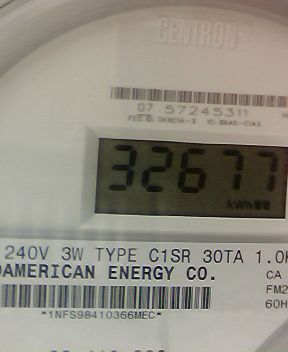 CENTRON
07 57245311
32677
kWh
240V 3W TYPE C1SR 30TA 1.0K
AMERICAN ENERGY CO.
CA
FM2
60H
*1NFS98410366MEC*